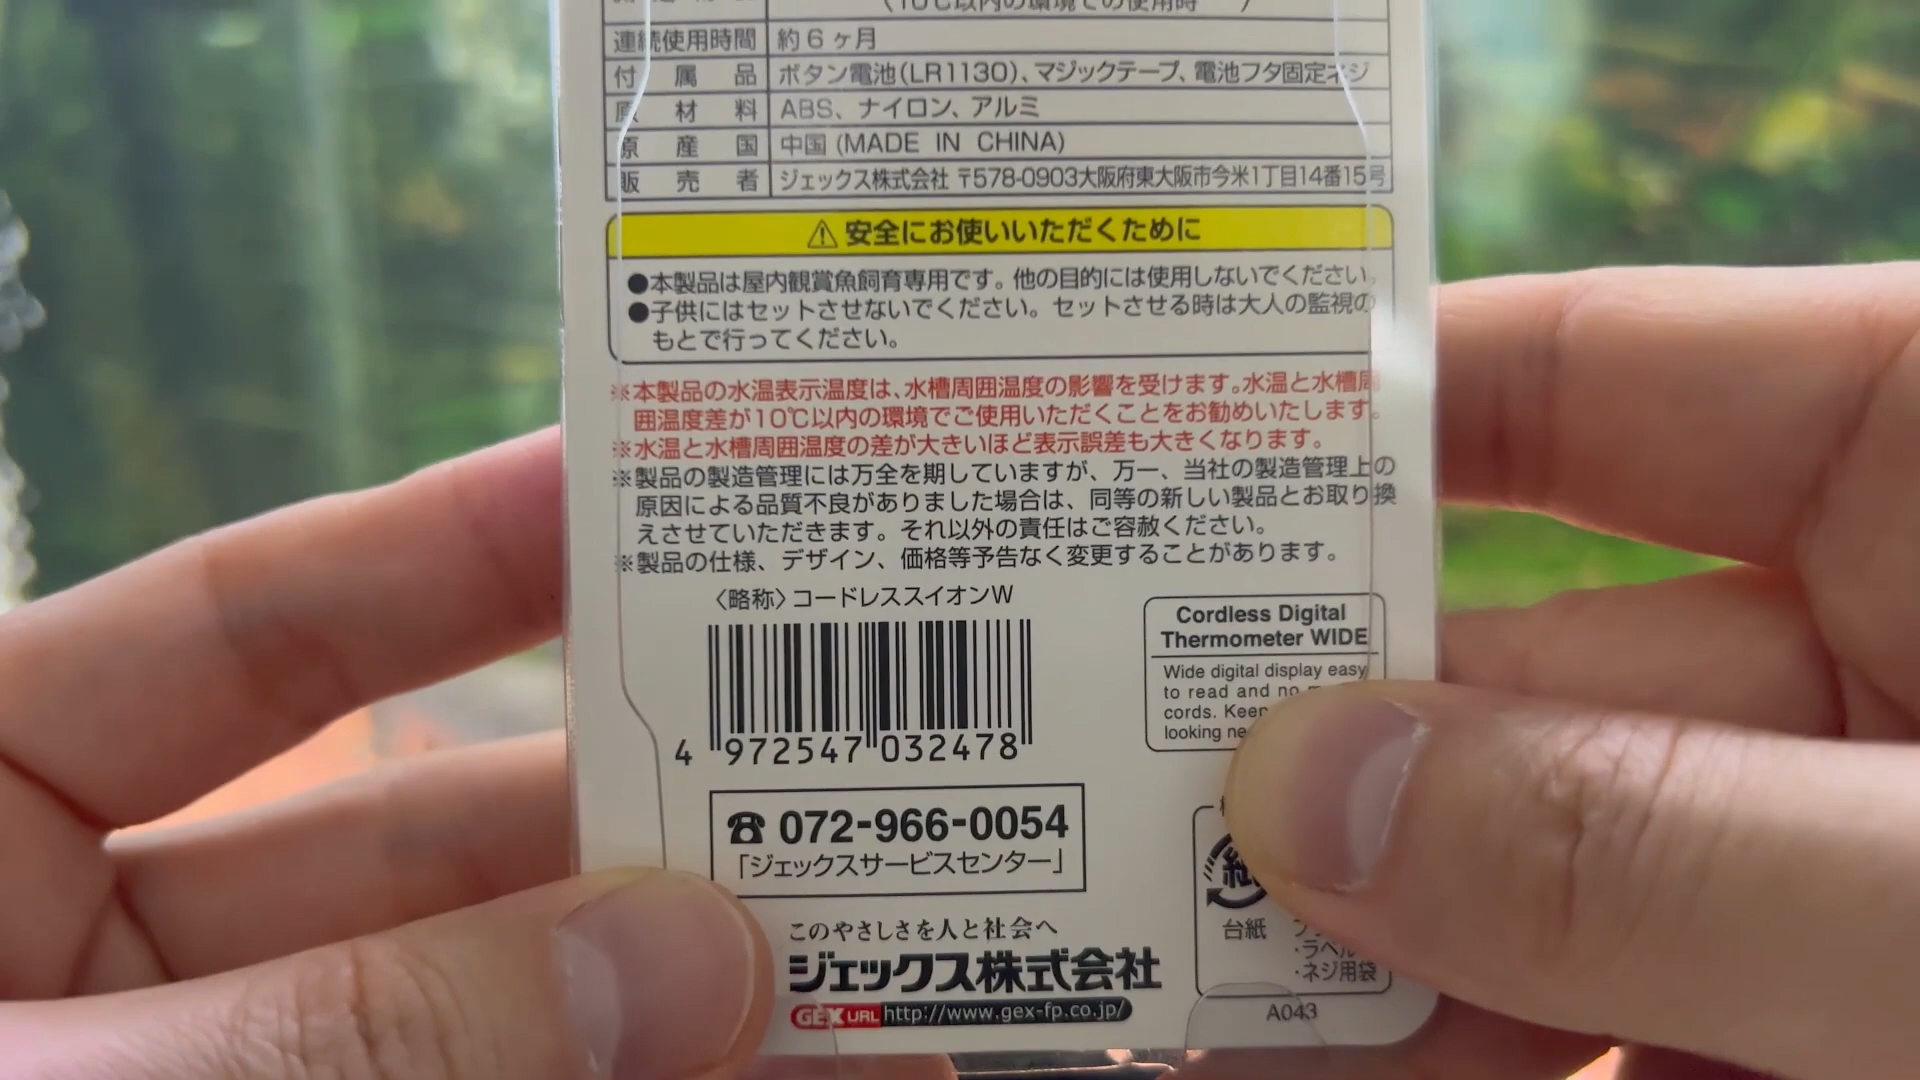 (10℃以内の環境での使用時 )
連続使用時間 約6ヶ月
付属品 ボタン電池(LR1130)、マジックテープ、電池フタ固定ネジ
原材料 ABS、ナイロン、アルミ
原産国 中国(MADE IN CHINA)
販売者 ジェックス株式会社 〒578-0903大阪府東大阪市今米1丁目14番15号
⚠安全にお使いいただくために
●本製品は屋内観賞魚飼育専用です。他の目的には使用しないでください。
●子供にはセットさせないでください。セットさせる時は大人の監視の
もとで行ってください。
※本製品の水温表示温度は、水槽周囲温度の影響を受けます。水温と水槽周
囲温度差が10℃以内の環境でご使用いただくことをお勧めいたします。
※水温と水槽周囲温度の差が大きいほど表示誤差も大きくなります。
※製品の製造管理には万全を期していますが、万一、当社の製造管理上の
原因による品質不良がありました場合は、同等の新しい製品とお取り換
えさせていただきます。それ以外の責任はご容赦ください。
※製品の仕様、デザイン、価格等予告なく変更することがあります。
〈略称〉コードレススイオンW
4 972547 032478
Cordless Digital
Thermometer WIDE
Wide digital display easy
to read and no
cords. Keep
looking
☎072-966-0054
「ジェックスサービスセンター」
紙
台紙
・ラベル
・ネジ用袋
このやさしさを人と社会へ
ジェックス株式会社
GEX URL http://www.gex-fp.co.jp/
A043